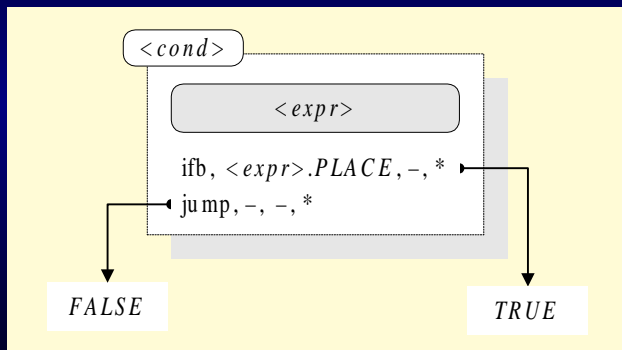 <cond>
<expr>
ifb, <expr>.PLACE, –, *
jump, –, –, *
FALSE
TRUE